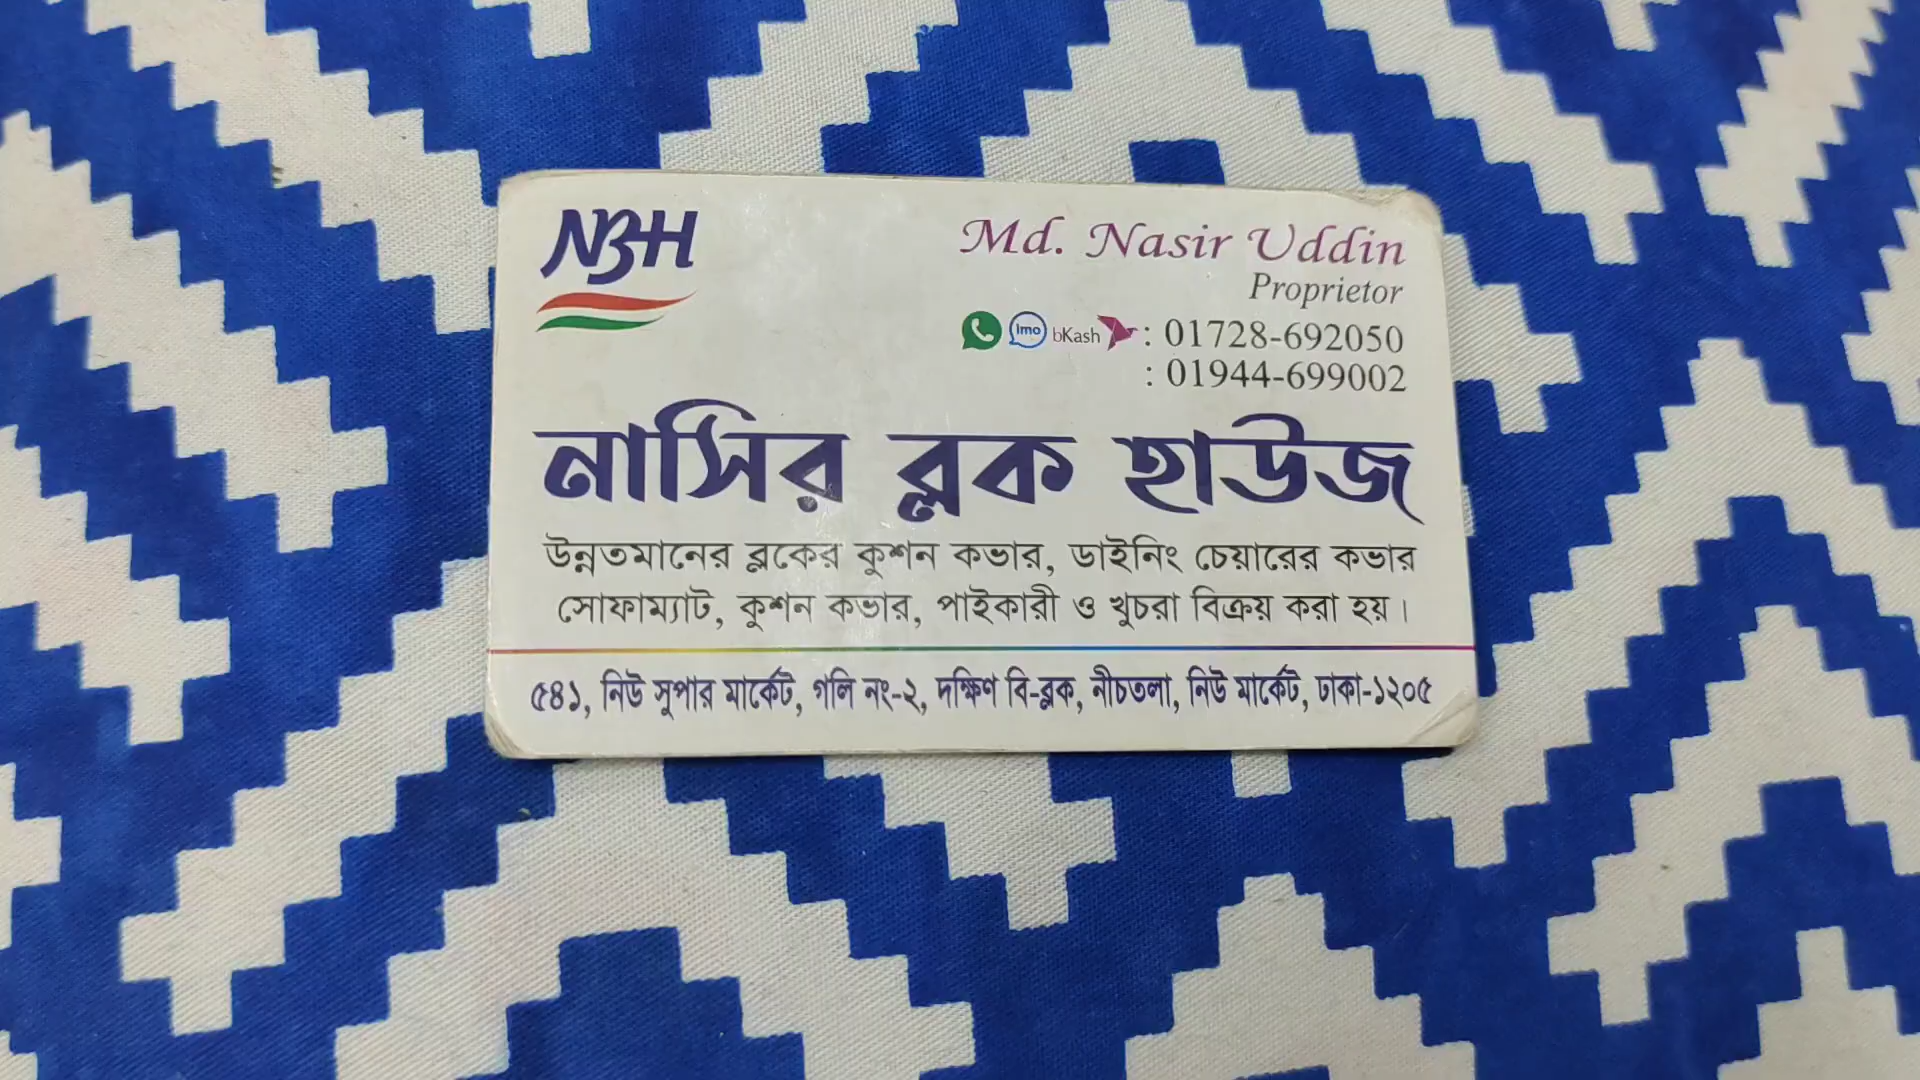 NBH
Md. Nasir Uddin
Proprietor
imo bKash : 01728-692050
: 01944-699002
নাসির ব্লক হাউজ
উন্নতমানের ব্লকের কুশন কভার, ডাইনিং চেয়ারের কভার
সোফাম্যাট, কুশন কভার, পাইকারী ও খুচরা বিক্রয় করা হয়।
৫৪১, নিউ সুপার মার্কেট, গলি নং-২, দক্ষিণ বি-ব্লক, নীচতলা, নিউ মার্কেট, ঢাকা-১২০৫